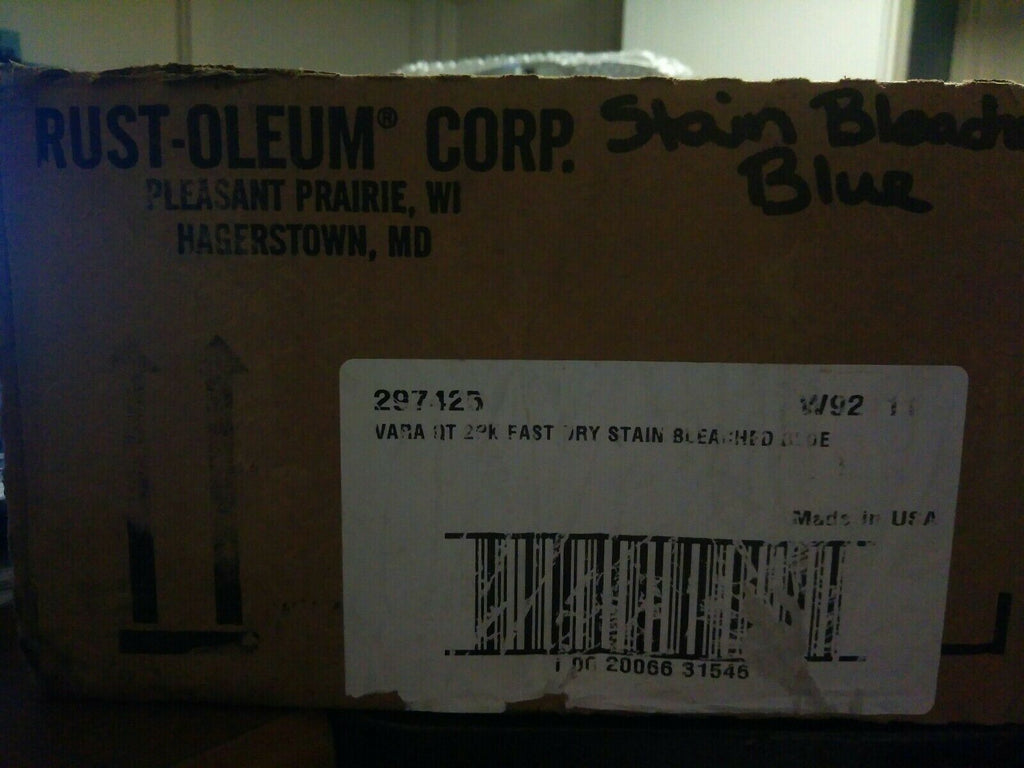 RUST-OLEUM® CORP.
PLEASANT PRAIRIE, WI
HAGERSTOWN, MD
Stain
Blue
297425
W92 11
VARA QT 2PK FAST DRY STAIN BLEACHED BLUE
Made in USA
1 00 20066 31546